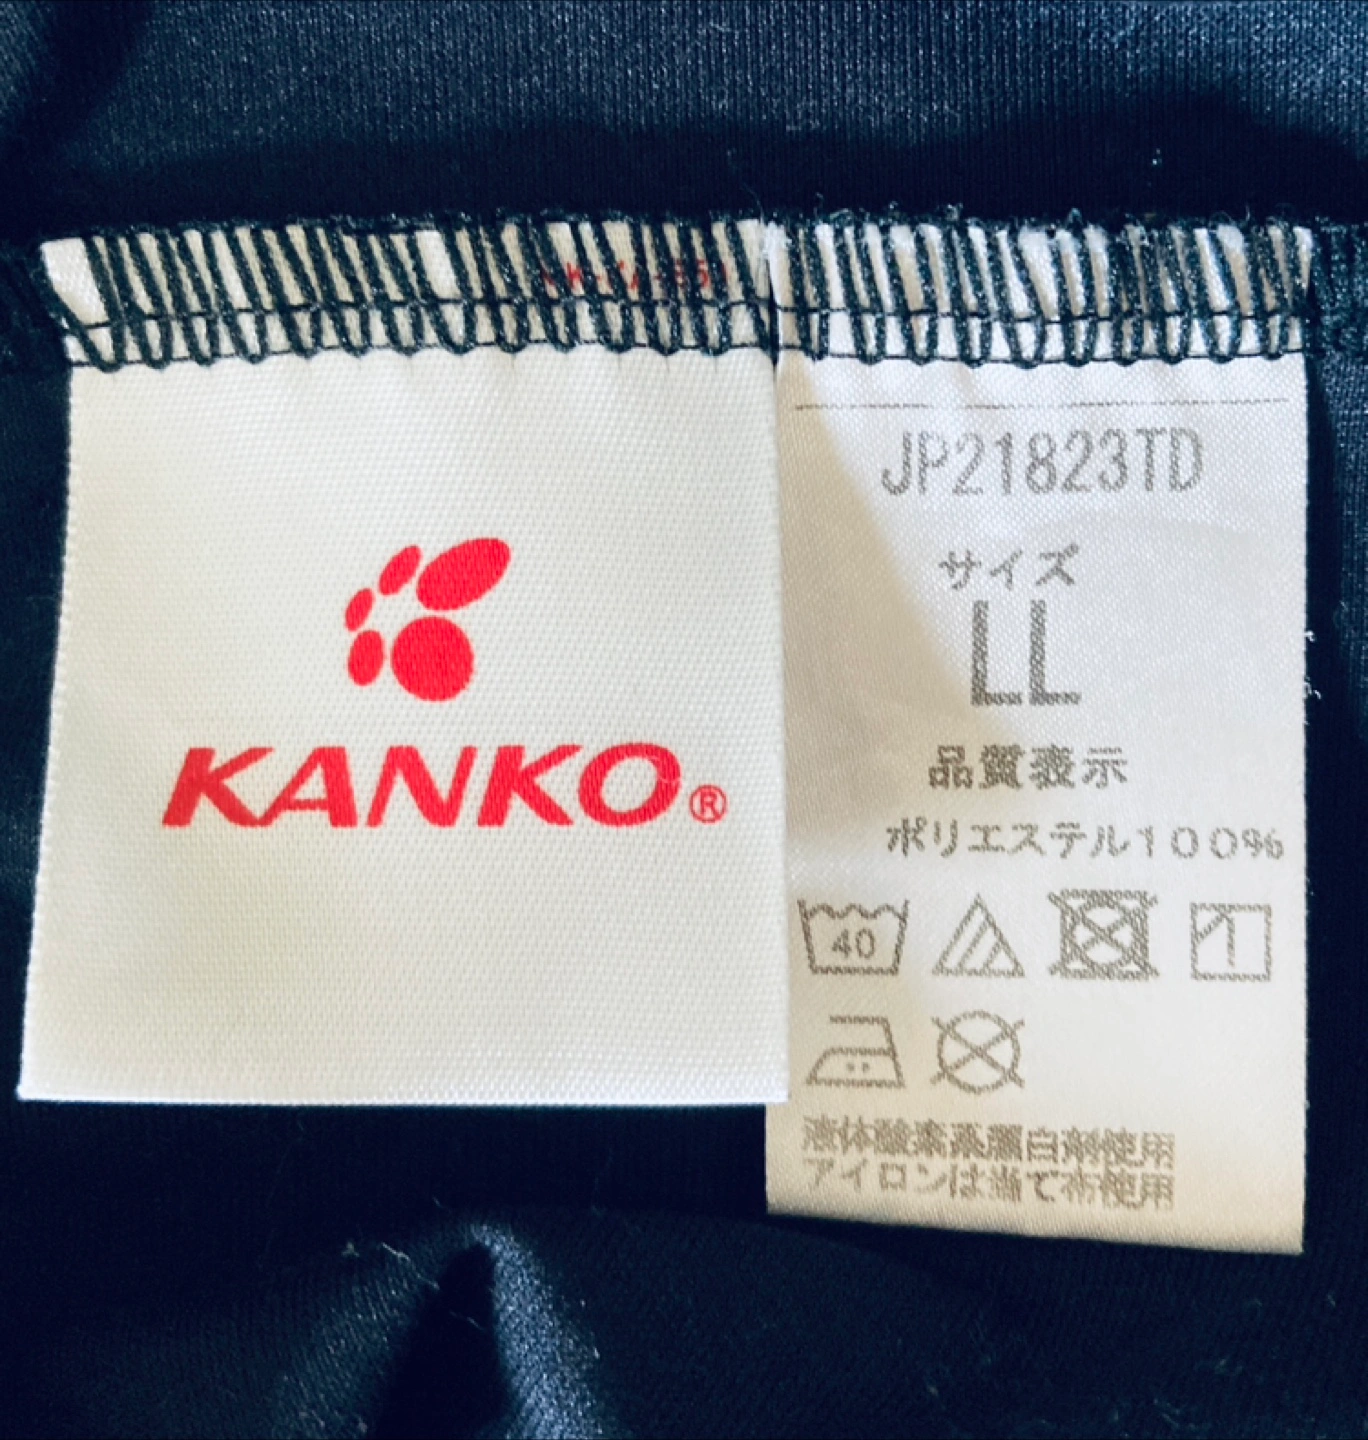 KANKO®
JP21823TD
サイズ
LL
品質表示
ポリエステル100%
40
液体酸素系漂白剤使用
アイロンは当て布使用